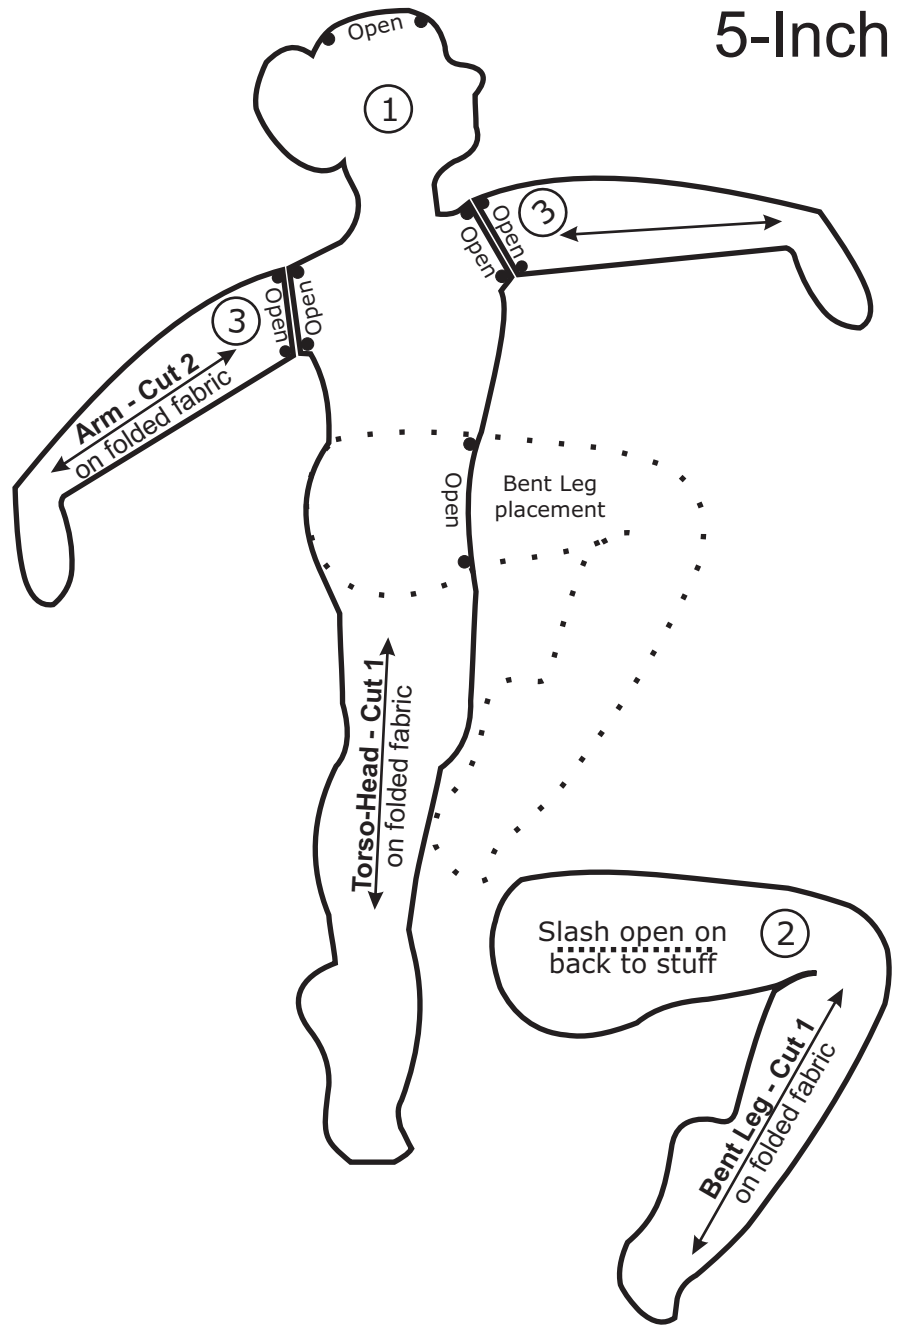 5-Inch
Open
1
3
Open
Open
3
Open
Open
Arm - Cut 2
on folded fabric
Open
Bent Leg
placement
Torso-Head - Cut 1
on folded fabric
Slash open on
back to stuff
2
Bent Leg - Cut 1
on folded fabric